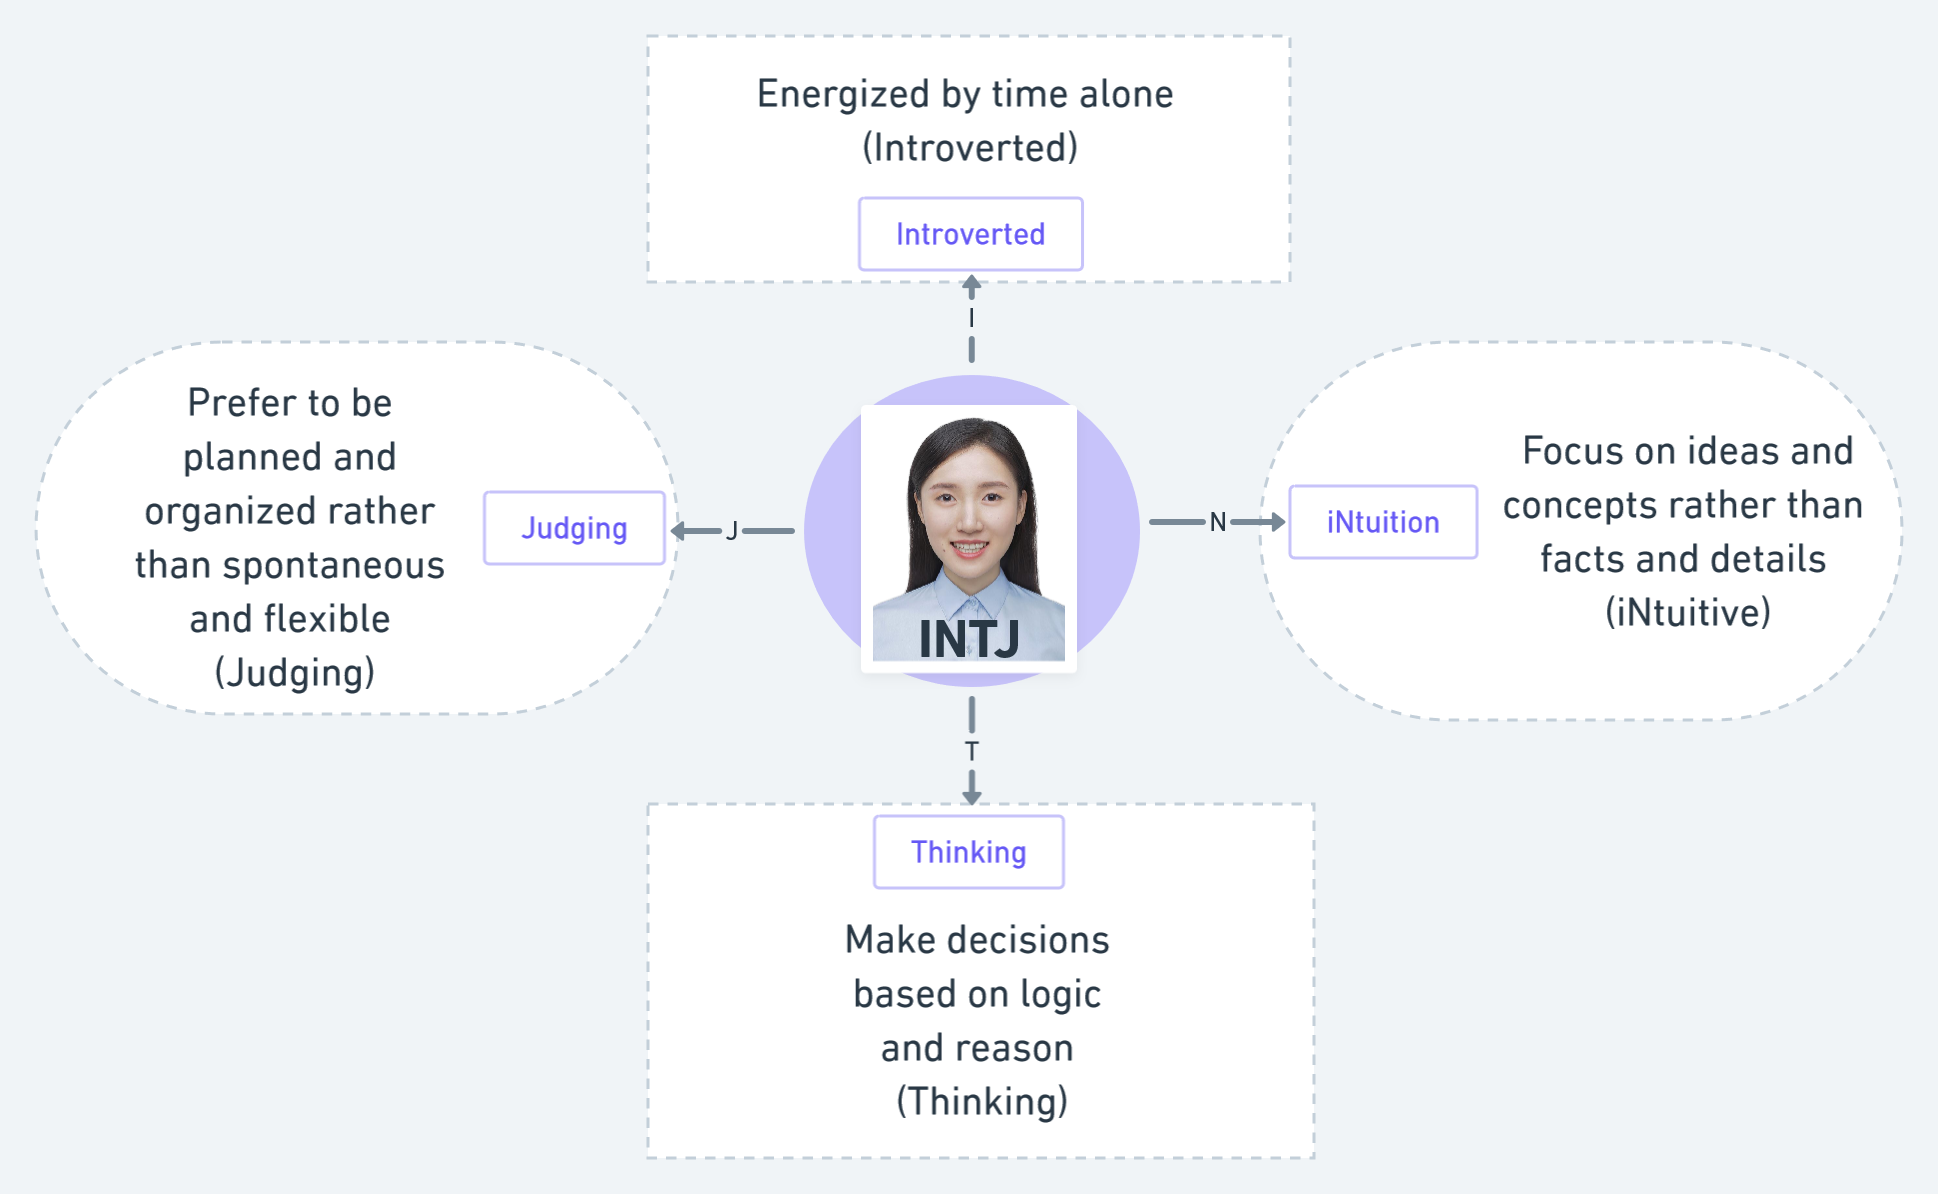 Energized by time alone
(Introverted)
Introverted
I
Prefer to be
planned and
organized rather
than spontaneous
and flexible
(Judging)
Judging
J
INTJ
N
iNtuition
Focus on ideas and
concepts rather than
facts and details
(iNtuitive)
T
Thinking
Make decisions
based on logic
and reason
(Thinking)